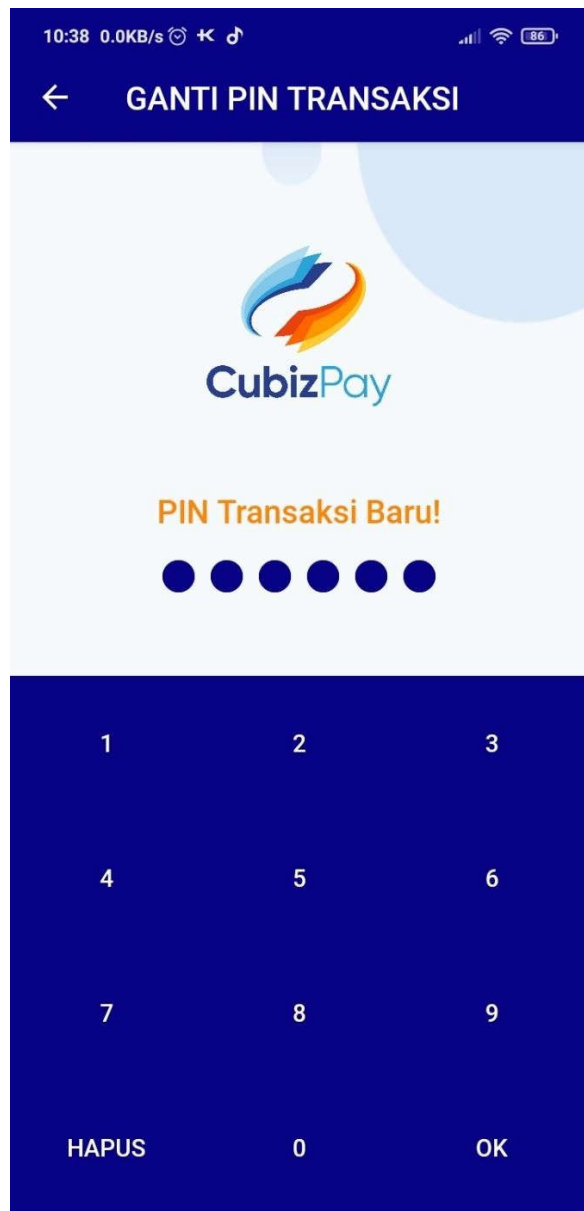 10:38 0.0KB/s 86
GANTI PIN TRANSAKSI
CubizPay
PIN Transaksi Baru!
1 2 3
4 5 6
7 8 9
HAPUS 0 OK